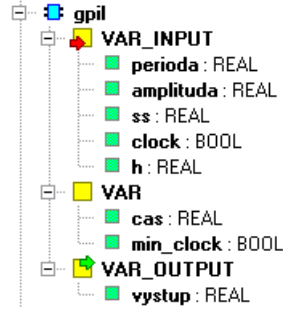 gpil
VAR_INPUT
perioda : REAL
amplituda : REAL
ss : REAL
clock : BOOL
h : REAL
VAR
cas : REAL
min_clock : BOOL
VAR_OUTPUT
vystup : REAL